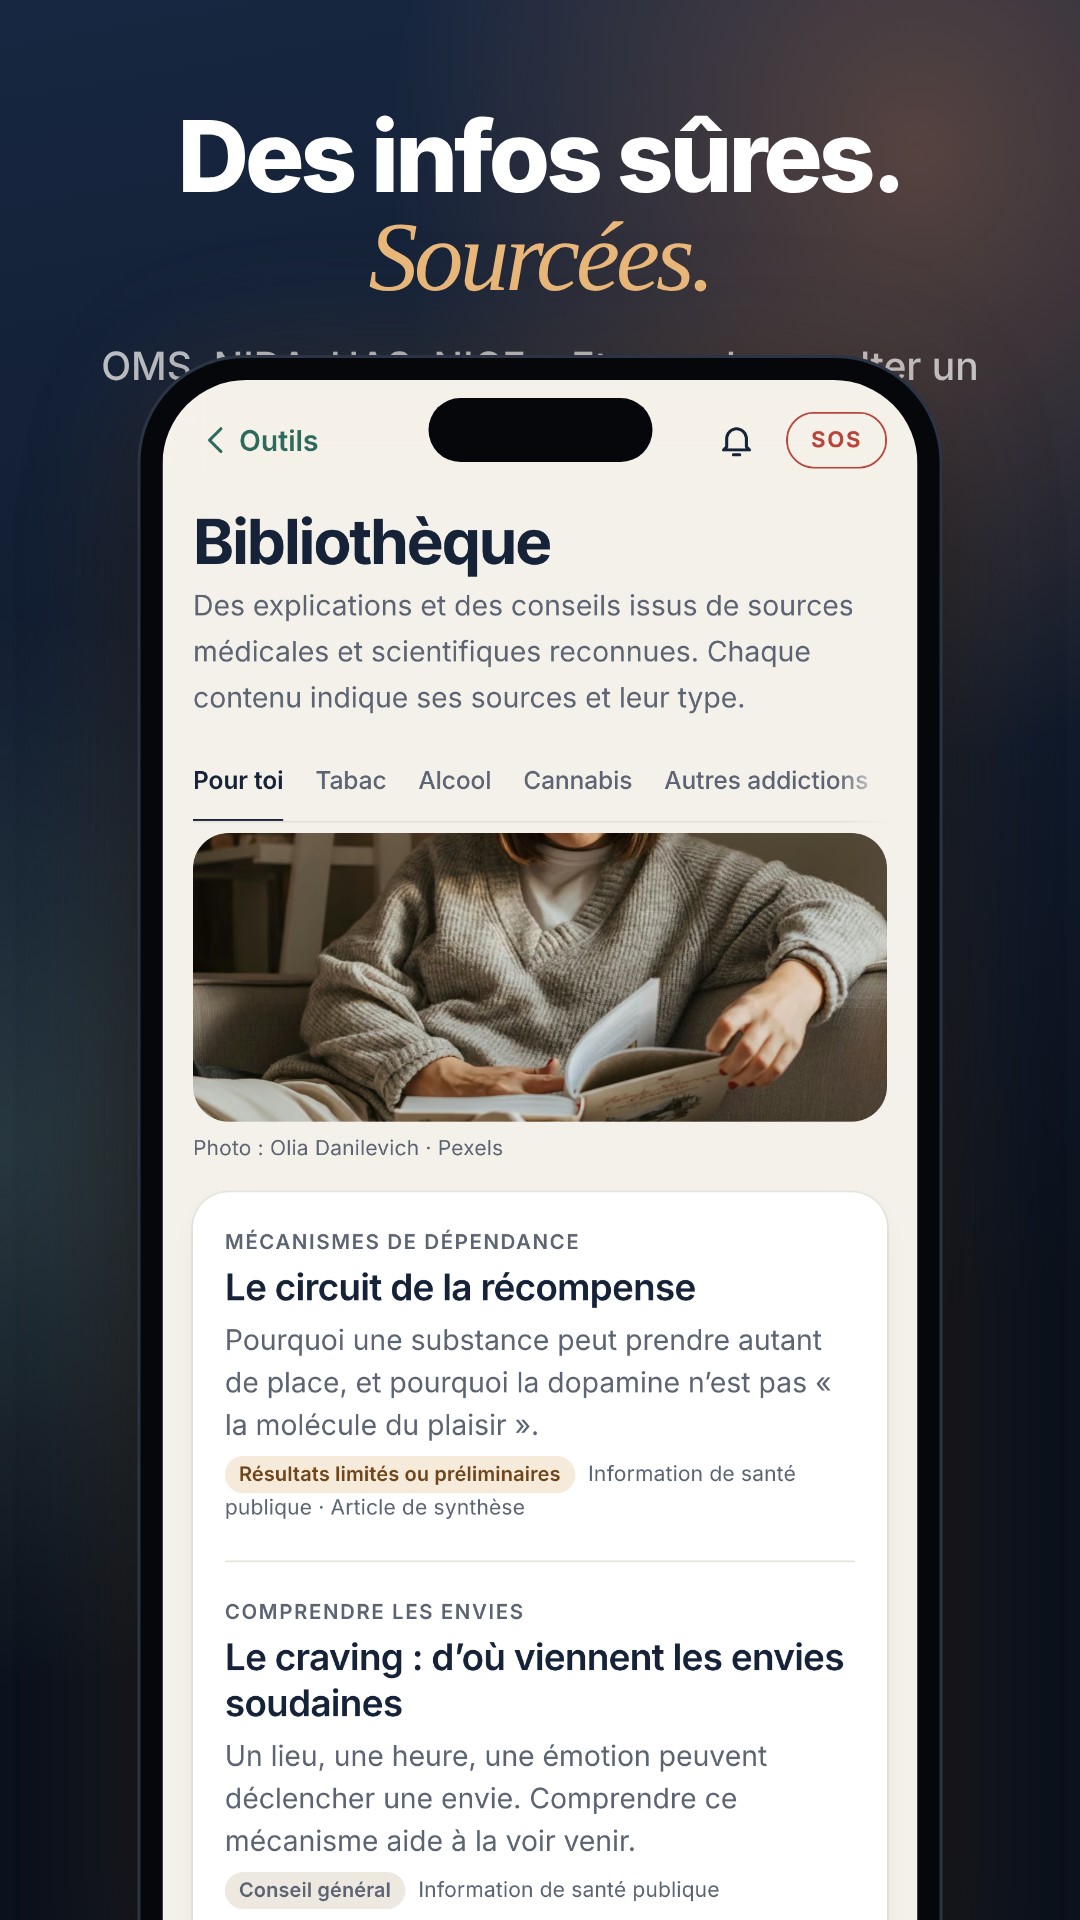 Des infos sûres.
Sourcées.
OMS, un
Outils
SOS
Bibliothèque
Des explications et des conseils issus de sources
médicales et scientifiques reconnues. Chaque
contenu indique ses sources et leur type.
Pour toi Tabac Alcool Cannabis Autres addictions
Photo : Olia Danilevich · Pexels
MÉCANISMES DE DÉPENDANCE
Le circuit de la récompense
Pourquoi une substance peut prendre autant
de place, et pourquoi la dopamine n’est pas «
la molécule du plaisir ».
Résultats limités ou préliminaires Information de santé
publique · Article de synthèse
COMPRENDRE LES ENVIES
Le craving : d’où viennent les envies
soudaines
Un lieu, une heure, une émotion peuvent
déclencher une envie. Comprendre ce
mécanisme aide à la voir venir.
Conseil général Information de santé publique